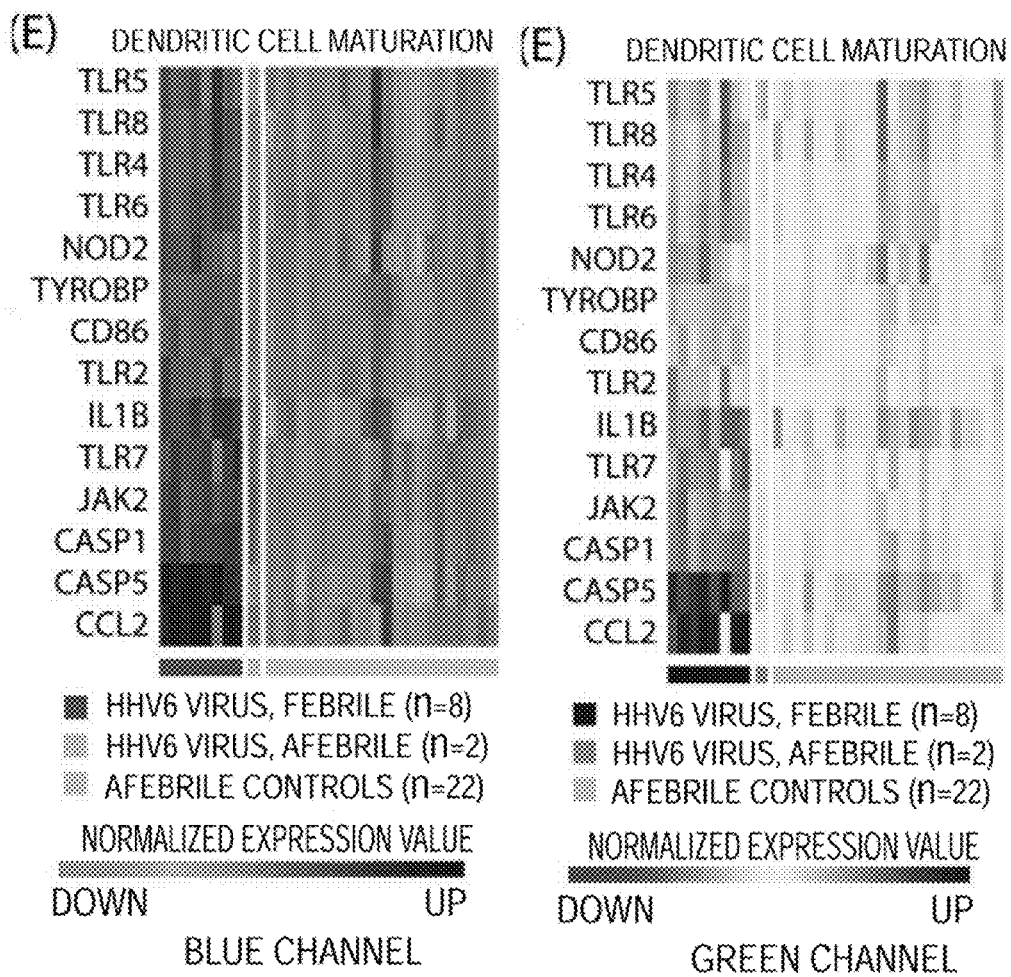 (E) DENDRITIC CELL MATURATION
TLR5
TLR8
TLR4
TLR6
NOD2
TYROBP
CD86
TLR2
IL1B
TLR7
JAK2
CASP1
CASP5
CCL2
HHV6 VIRUS, FEBRILE (n=8)
HHV6 VIRUS, AFEBRILE (n=2)
AFEBRILE CONTROLS (n=22)
NORMALIZED EXPRESSION VALUE
DOWN UP
BLUE CHANNEL
(E) DENDRITIC CELL MATURATION
TLR5
TLR8
TLR4
TLR6
NOD2
TYROBP
CD86
TLR2
IL1B
TLR7
JAK2
CASP1
CASP5
CCL2
HHV6 VIRUS, FEBRILE (n=8)
HHV6 VIRUS, AFEBRILE (n=2)
AFEBRILE CONTROLS (n=22)
NORMALIZED EXPRESSION VALUE
DOWN UP
GREEN CHANNEL